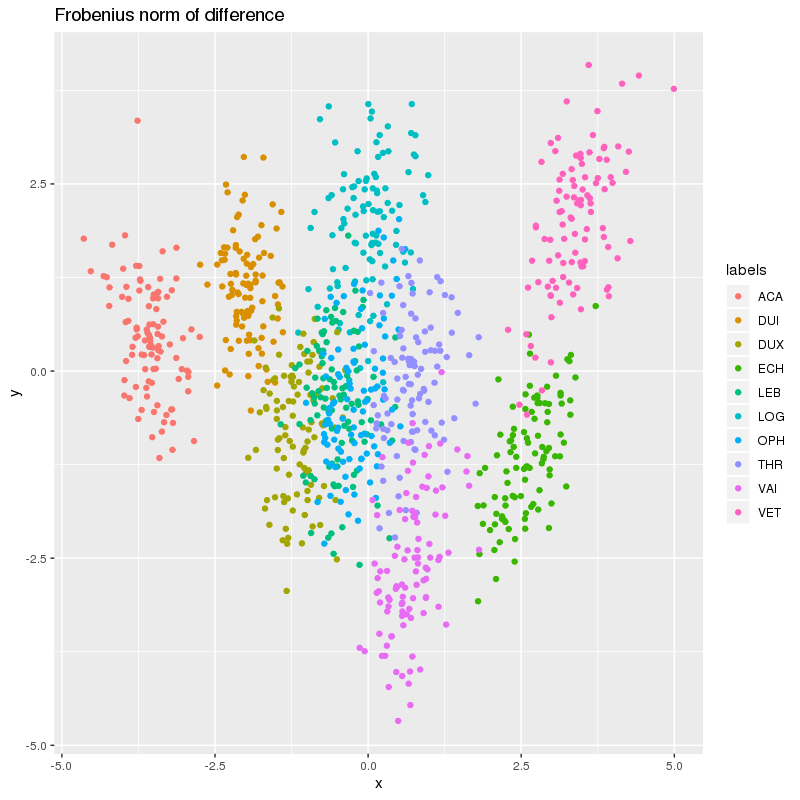 Frobenius norm of difference
y
2.5
0.0
-2.5
-5.0
-5.0
-2.5
0.0
2.5
5.0
x
labels
ACA
DUI
DUX
ECH
LEB
LOG
OPH
THR
VAI
VET